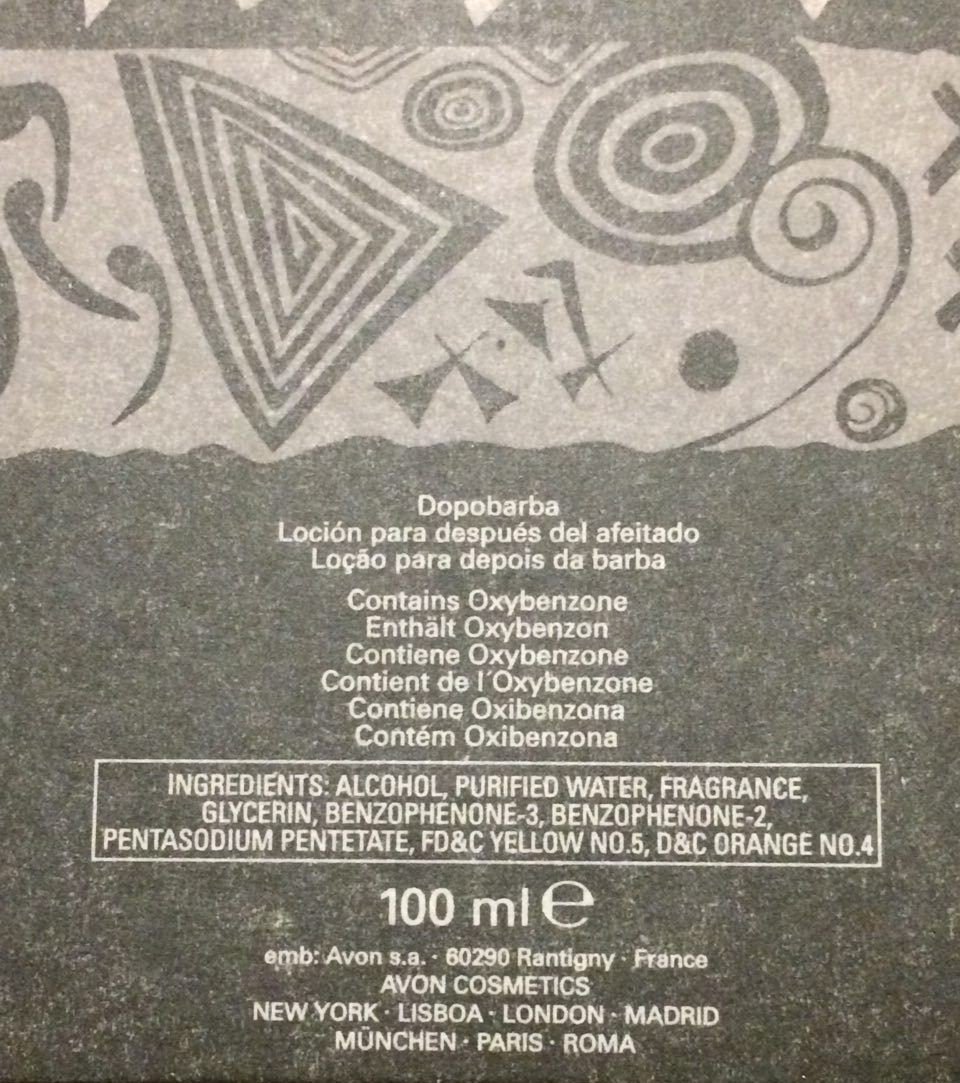 Dopobarba
Loción para después del afeitado
Loção para depois da barba
Contains Oxybenzone
Enthält Oxybenzon
Contiene Oxybenzone
Contient de l´Oxybenzone
Contiene Oxibenzona
Contém Oxibenzona
INGREDIENTS: ALCOHOL, PURIFIED WATER, FRAGRANCE,
GLYCERIN, BENZOPHENONE-3, BENZOPHENONE-2,
PENTASODIUM PENTETATE, FD&C YELLOW NO.5, D&C ORANGE NO.4
100 ml ℮
emb: Avon s.a. · 60290 Rantigny · France
AVON COSMETICS
NEW YORK · LISBOA · LONDON · MADRID
MÜNCHEN · PARIS · ROMA